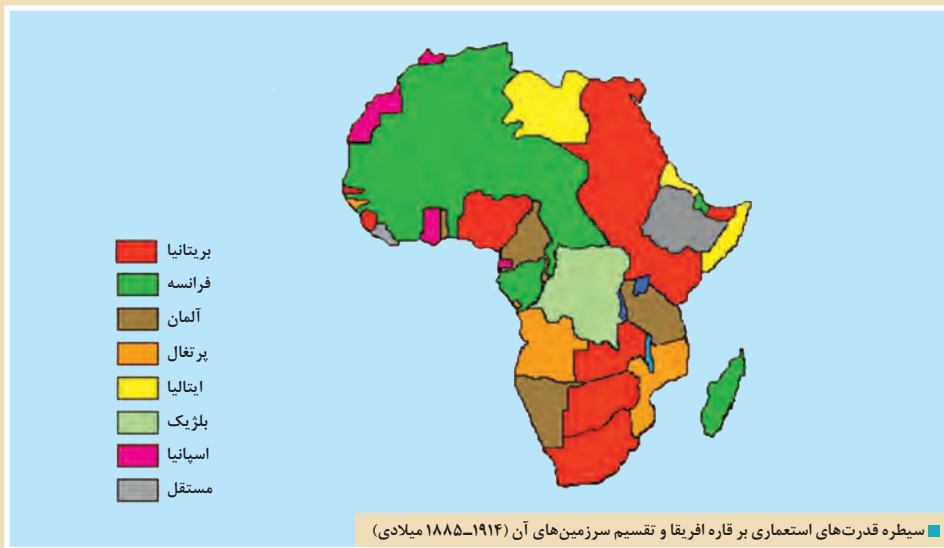 بریتانیا
فرانسه
آلمان
پرتغال
ایتالیا
بلژیک
اسپانیا
مستقل
سیطره قدرت‌های استعماری بر قاره افریقا و تقسیم سرزمین‌های آن (۱۹۱۴ــ۱۸۸۵ میلادی)